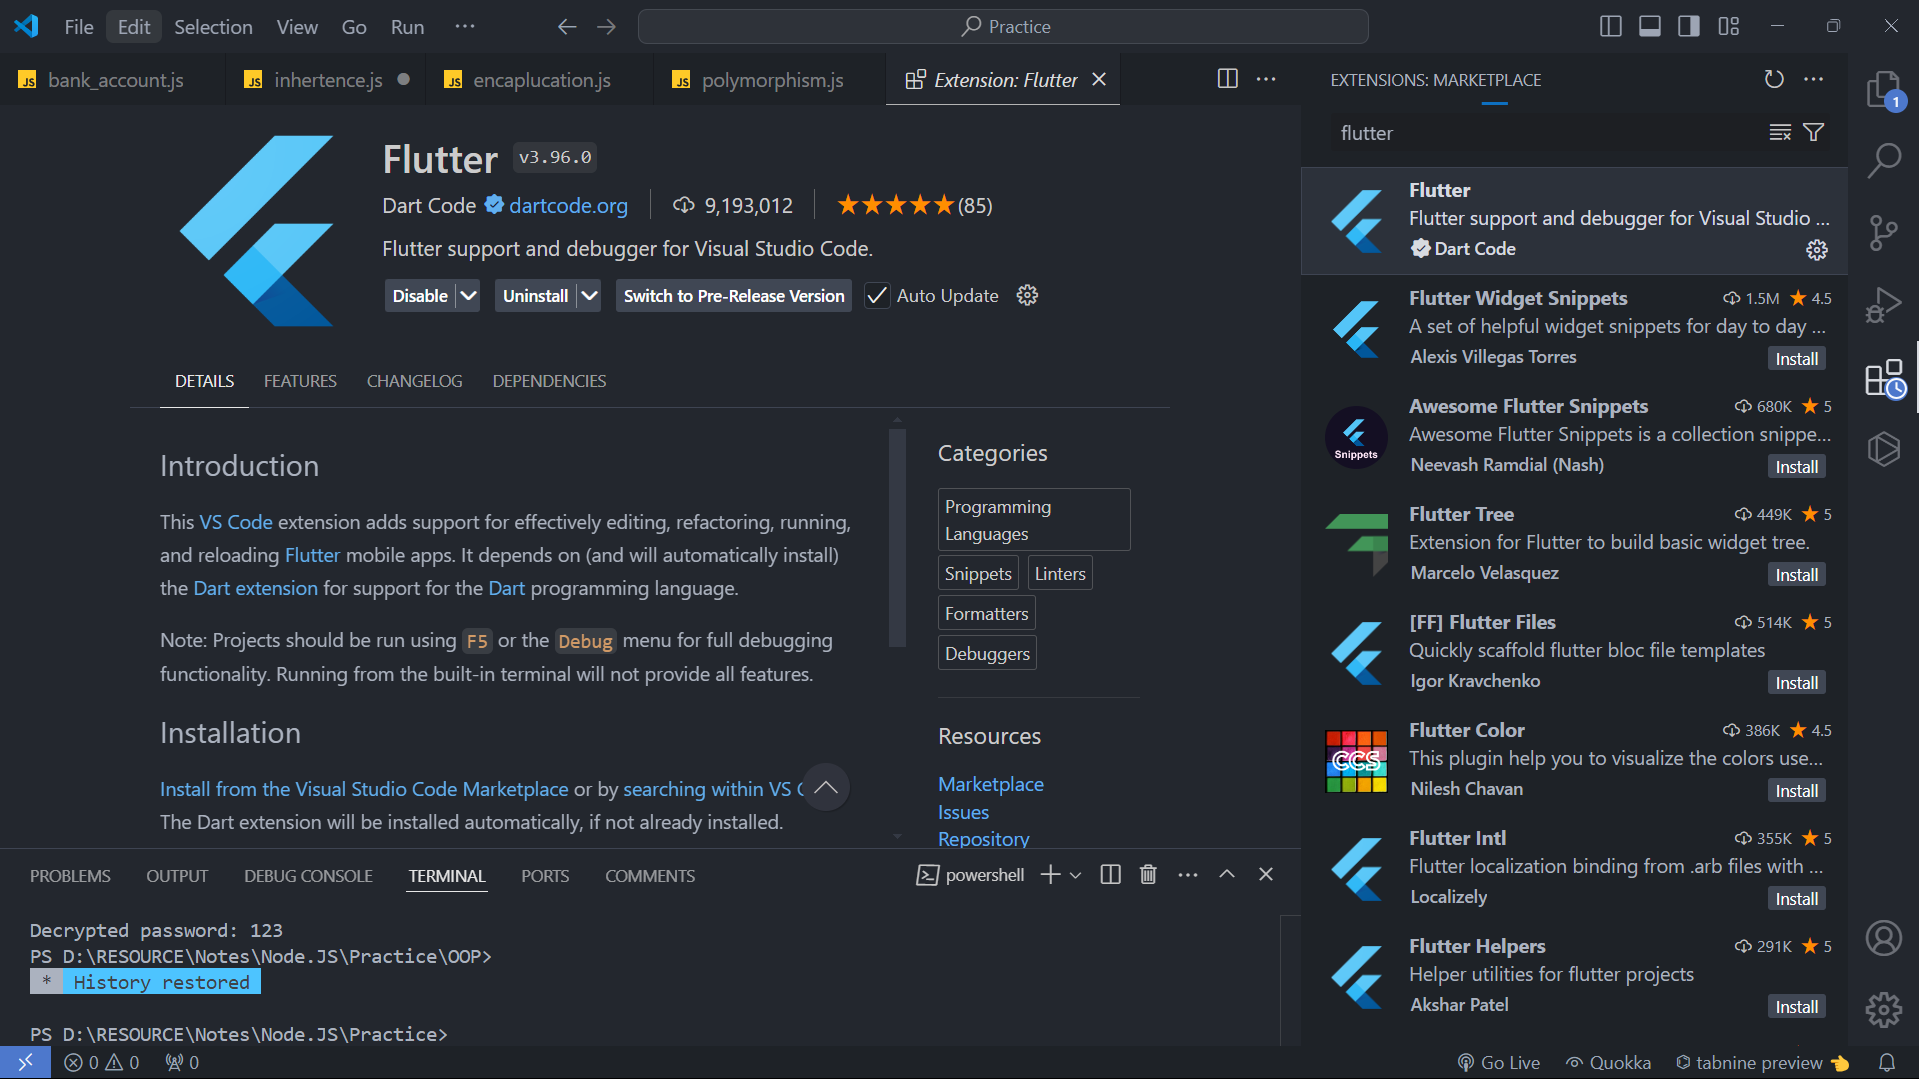 File Edit Selection View Go Run
Practice
JS bank_account.js
JS inhertence.js
JS encaplucation.js
JS polymorphism.js
Extension: Flutter
Flutter v3.96.0
Dart Code dartcode.org 9,193,012 ★★★★★(85)
Flutter support and debugger for Visual Studio Code.
Disable Uninstall Switch to Pre-Release Version Auto Update
DETAILS FEATURES CHANGELOG DEPENDENCIES
Introduction
This VS Code extension adds support for effectively editing, refactoring, running,
and reloading Flutter mobile apps. It depends on (and will automatically install)
the Dart extension for support for the Dart programming language.
Note: Projects should be run using F5 or the Debug menu for full debugging
functionality. Running from the built-in terminal will not provide all features.
Installation
Install from the Visual Studio Code Marketplace or by searching within VS C
The Dart extension will be installed automatically, if not already installed.
Categories
Programming
Languages
Snippets Linters
Formatters
Debuggers
Resources
Marketplace
Issues
Repository
PROBLEMS OUTPUT DEBUG CONSOLE TERMINAL PORTS COMMENTS
powershell
Decrypted password: 123
PS D:\RESOURCE\Notes\Node.JS\Practice\OOP>
* History restored
PS D:\RESOURCE\Notes\Node.JS\Practice>
EXTENSIONS: MARKETPLACE
flutter
Flutter
Flutter support and debugger for Visual Studio ...
Dart Code
Flutter Widget Snippets 1.5M ★ 4.5
A set of helpful widget snippets for day to day ...
Alexis Villegas Torres Install
Snippets
Awesome Flutter Snippets 680K ★ 5
Awesome Flutter Snippets is a collection snippe...
Neevash Ramdial (Nash) Install
Flutter Tree 449K ★ 5
Extension for Flutter to build basic widget tree.
Marcelo Velasquez Install
[FF] Flutter Files 514K ★ 5
Quickly scaffold flutter bloc file templates
Igor Kravchenko Install
CCS
Flutter Color 386K ★ 4.5
This plugin help you to visualize the colors use...
Nilesh Chavan Install
Flutter Intl 355K ★ 5
Flutter localization binding from .arb files with ...
Localizely Install
Flutter Helpers 291K ★ 5
Helper utilities for flutter projects
Akshar Patel Install
1
0 0 0
Go Live Quokka tabnine preview 👈